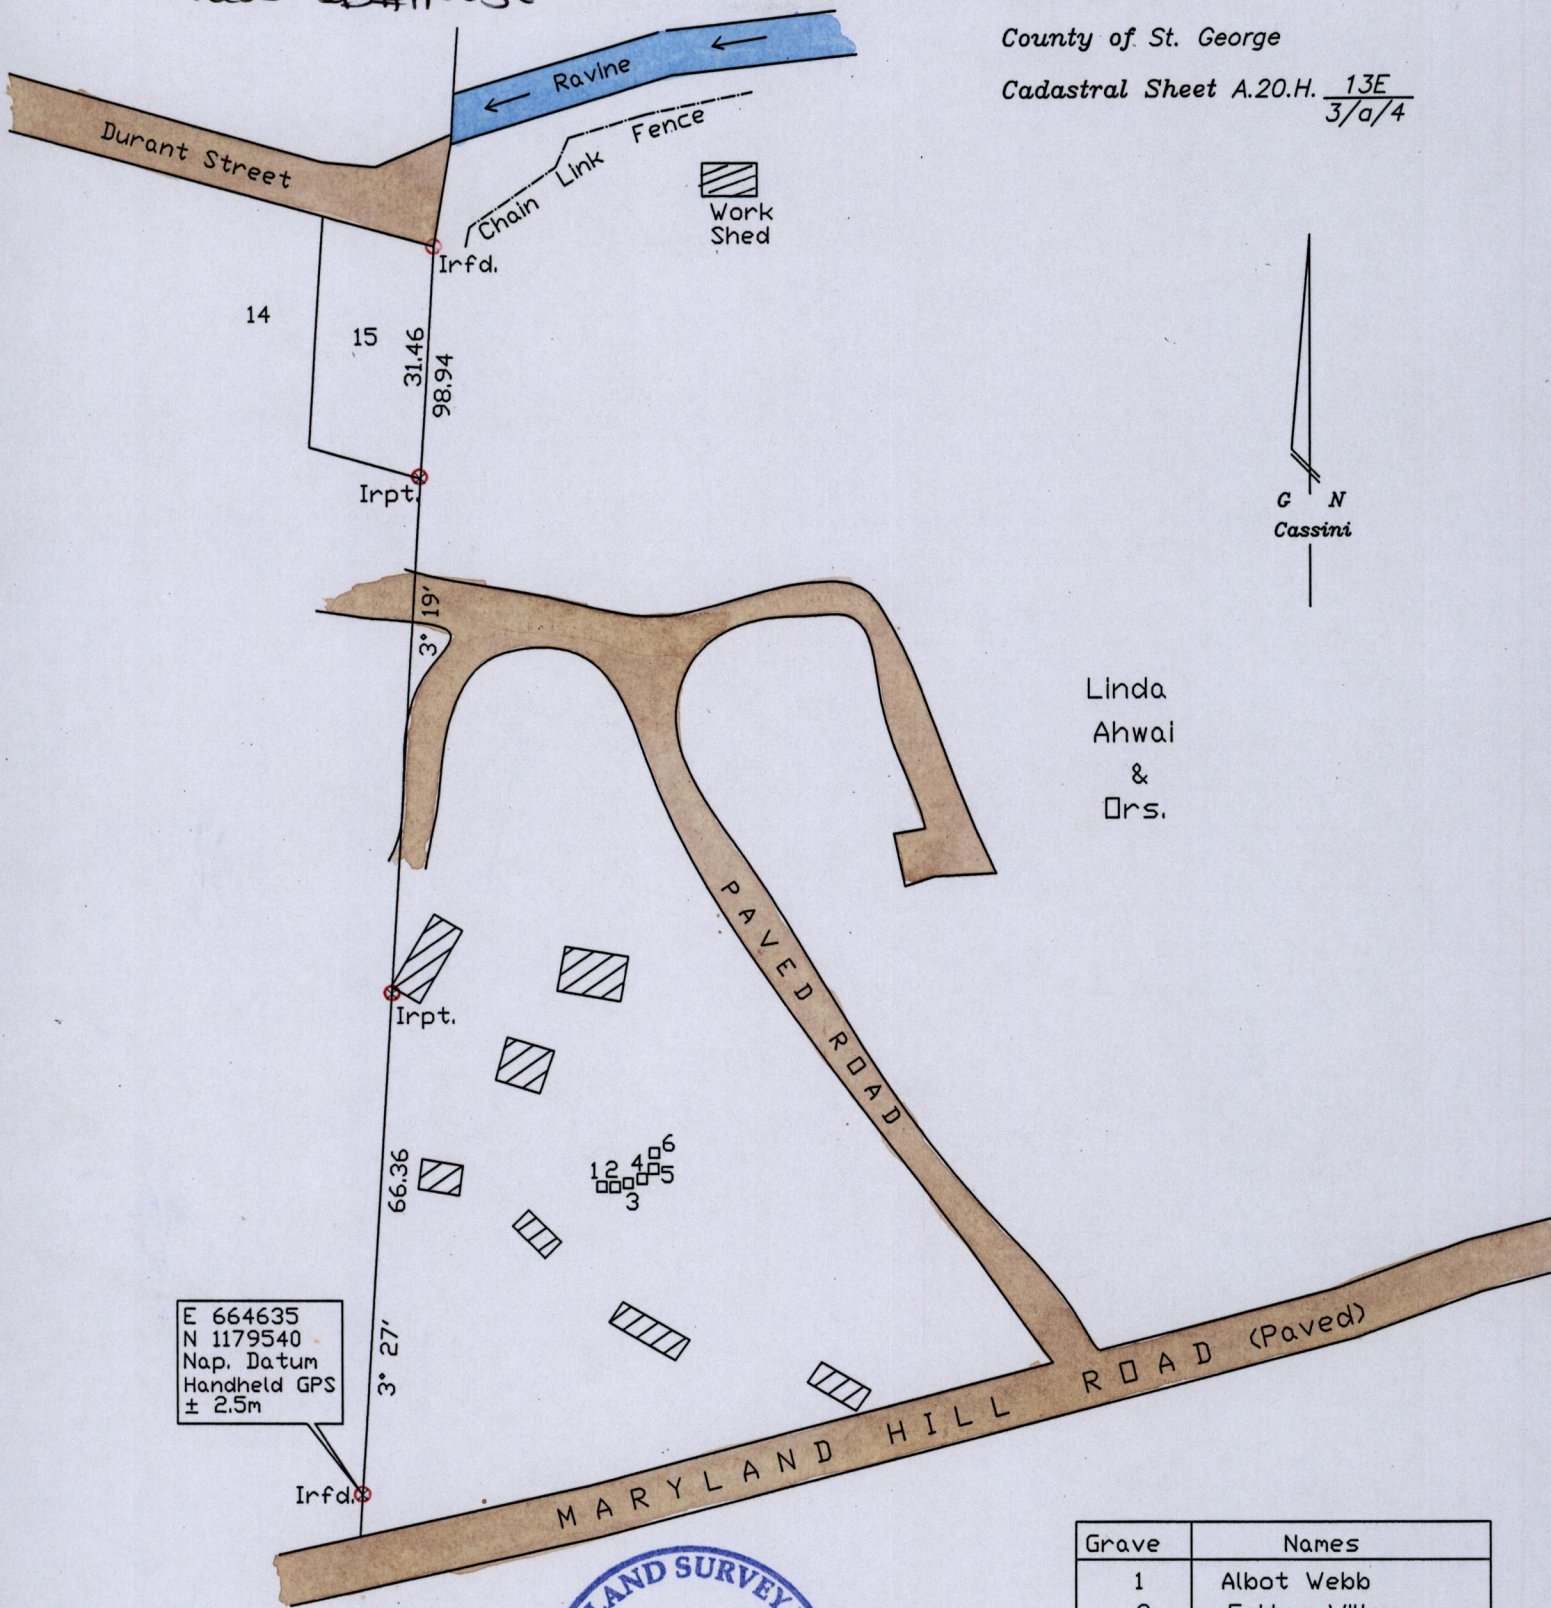 County of St. George
Cadastral Sheet A.20.H. 13E
3/a/4
Ravine
Durant Street
Chain Link Fence
Work
Shed
Irfd.
14
15
31.46
98.94
Irpt.
G N
Cassini
3° 19'
Linda
Ahwai
&
Ors.
PAVED ROAD
Irpt.
66.36
1 2 4 6
3 5
3° 27'
E 664635
N 1179540
Nap. Datum
Handheld GPS
± 2.5m
Irfd.
MARYLAND HILL ROAD (Paved)
LAND SURVEY
Grave Names
1 Albot Webb